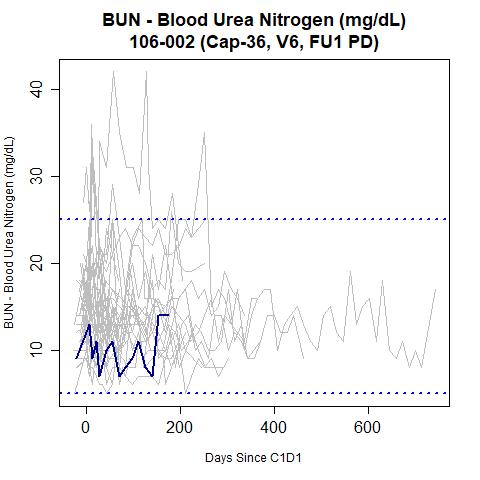 BUN - Blood Urea Nitrogen (mg/dL)
106-002 (Cap-36, V6, FU1 PD)
BUN - Blood Urea Nitrogen (mg/dL)
40
30
20
10
0
200
400
600
Days Since C1D1